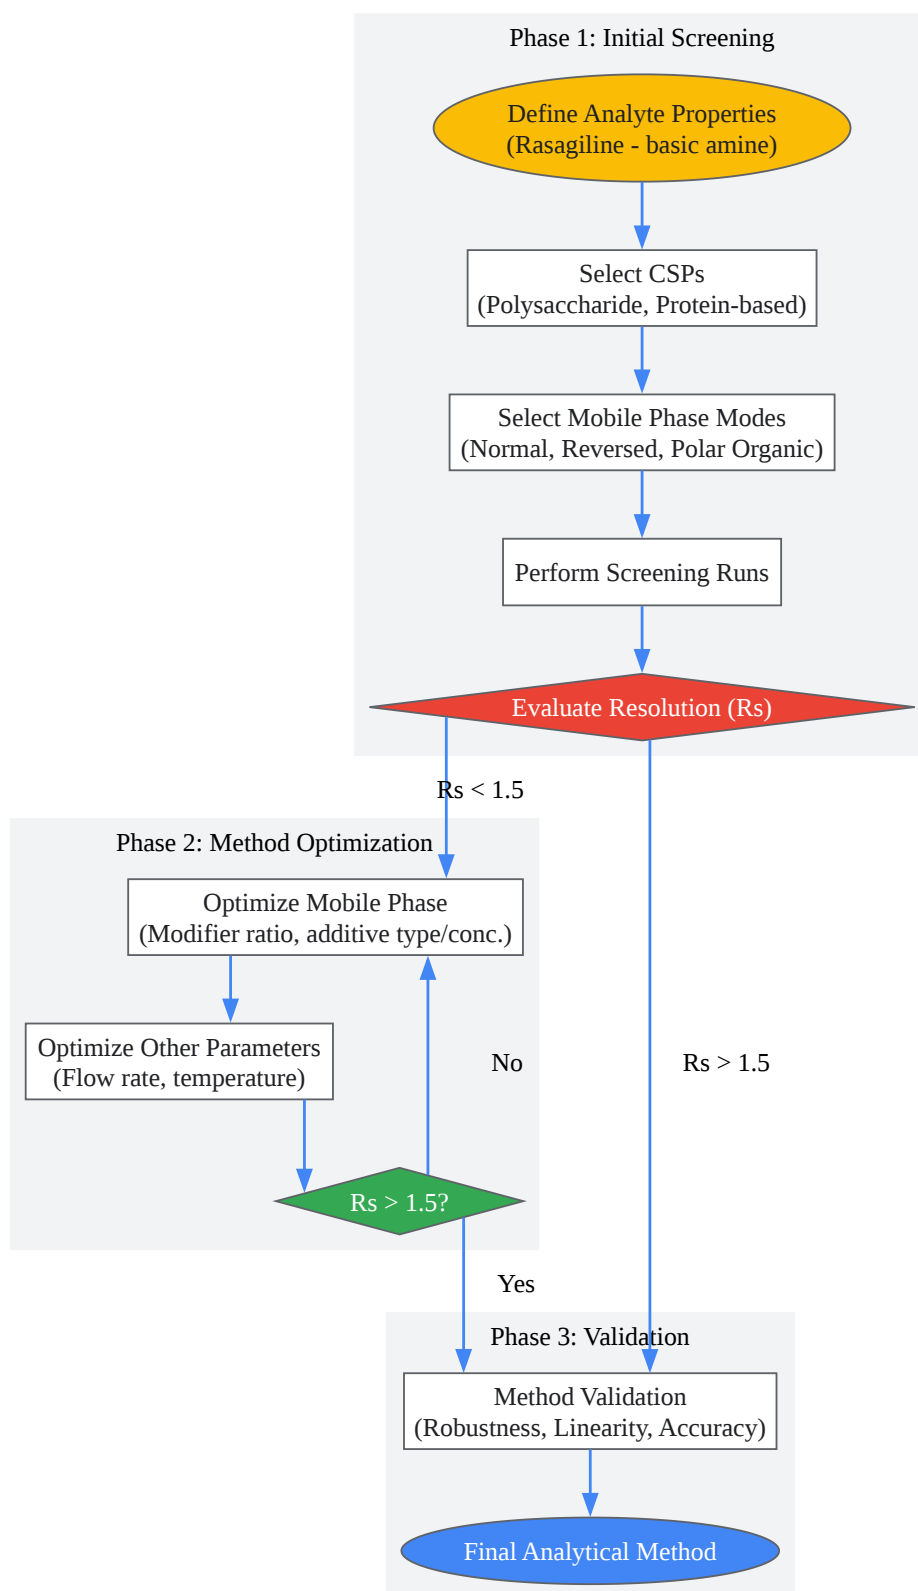 Phase 1: Initial Screening
Define Analyte Properties
(Rasagiline - basic amine)
Select CSPs
(Polysaccharide, Protein-based)
Select Mobile Phase Modes
(Normal, Reversed, Polar Organic)
Perform Screening Runs
Evaluate Resolution (Rs)
Rs < 1.5
Phase 2: Method Optimization
Optimize Mobile Phase
(Modifier ratio, additive type/conc.)
Optimize Other Parameters
(Flow rate, temperature)
No
Rs > 1.5
Rs > 1.5?
Yes
Phase 3: Validation
Method Validation
(Robustness, Linearity, Accuracy)
Final Analytical Method